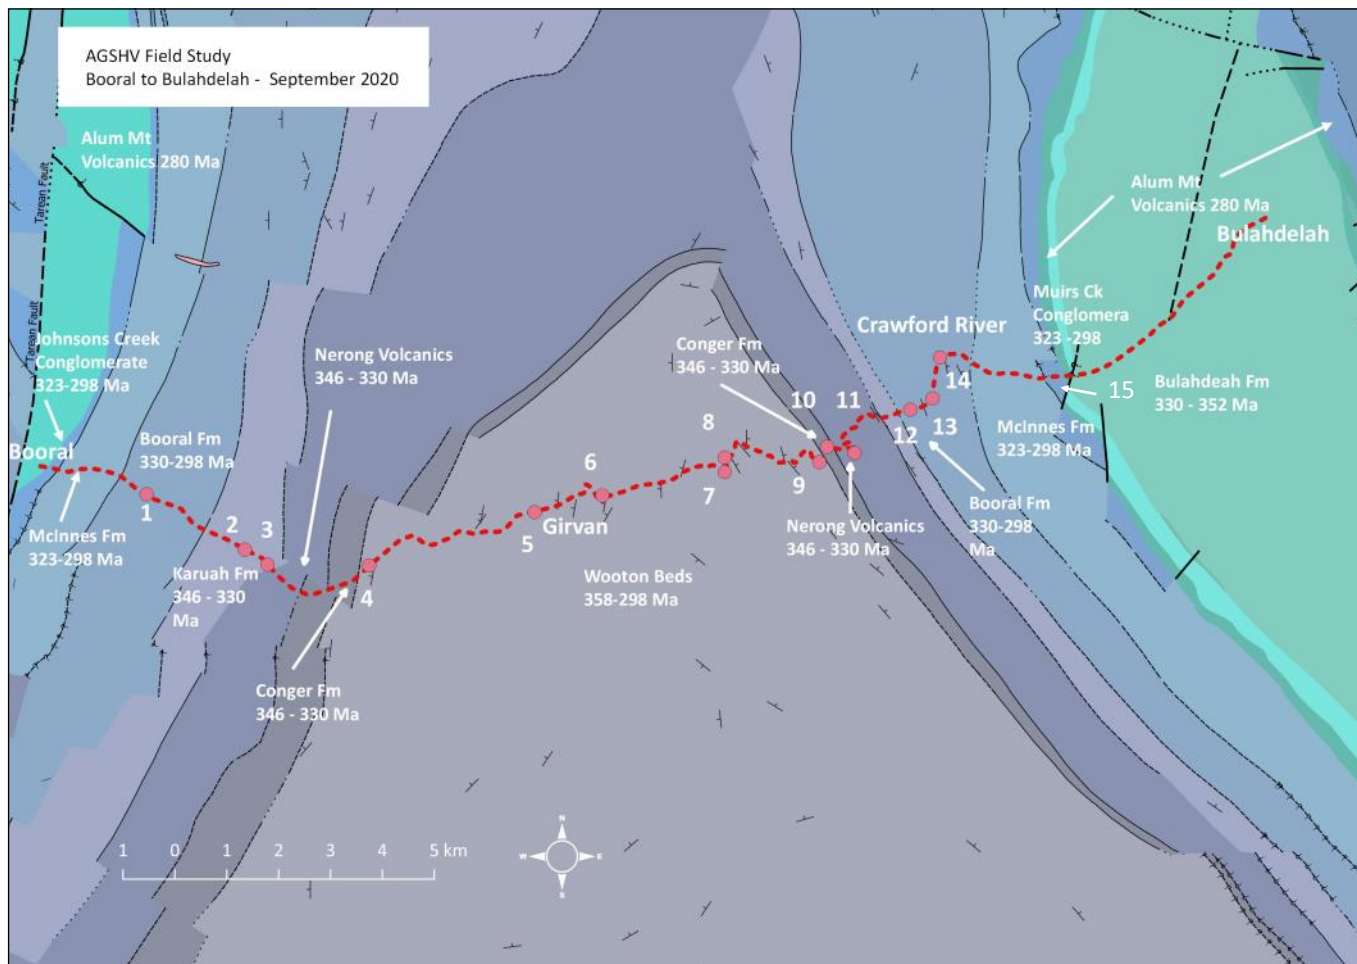 AGSHV Field Study
Booral to Bulahdelah - September 2020
Alum Mt
Volcanics 280 Ma
Tarean Fault
Tarean Fault
Johnsons Creek
Conglomerate
323-298 Ma
Booral
Booral Fm
330-298 Ma
McInnes Fm
323-298 Ma
1
2
3
Karuah Fm
346 - 330
Ma
Nerong Volcanics
346 - 330 Ma
4
Conger Fm
346 - 330 Ma
5
Girvan
6
7
8
9
10
11
12
13
14
15
Wooton Beds
358-298 Ma
Conger Fm
346 - 330 Ma
Nerong Volcanics
346 - 330 Ma
Crawford River
Booral Fm
330-298
Ma
McInnes Fm
323-298 Ma
Muirs Ck
Conglomera
323 -298
Alum Mt
Volcanics 280 Ma
Bulahdelah
Bulahdeah Fm
330 - 352 Ma
1 0 1 2 3 4 5 km
N
W
E
S